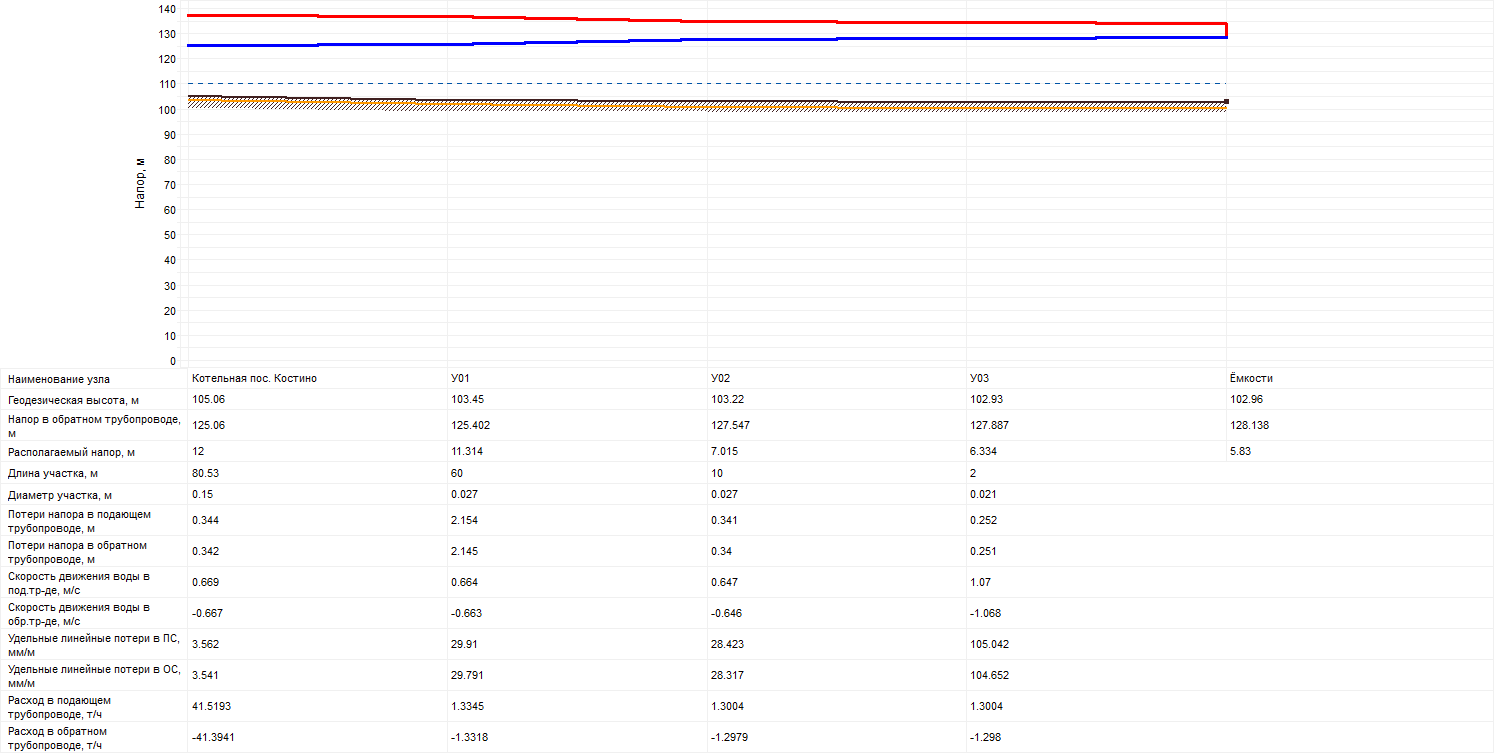 140
130
120
110
100
90
80
70
60
50
40
30
20
10
0
Напор, м
Наименование узла Котельная пос. Костино У01 У02 У03 Ёмкости
Геодезическая высота, м 105.06 103.45 103.22 102.93 102.96
Напор в обратном трубопроводе,
м 125.06 125.402 127.547 127.887 128.138
Располагаемый напор, м 12 11.314 7.015 6.334 5.83
Длина участка, м 80.53 60 10 2
Диаметр участка, м 0.15 0.027 0.027 0.021
Потери напора в подающем
трубопроводе, м 0.344 2.154 0.341 0.252
Потери напора в обратном
трубопроводе, м 0.342 2.145 0.34 0.251
Скорость движения воды в
под.тр-де, м/с 0.669 0.664 0.647 1.07
Скорость движения воды в
обр.тр-де, м/с -0.667 -0.663 -0.646 -1.068
Удельные линейные потери в ПС,
мм/м 3.562 29.91 28.423 105.042
Удельные линейные потери в ОС,
мм/м 3.541 29.791 28.317 104.652
Расход в подающем
трубопроводе, т/ч 41.5193 1.3345 1.3004 1.3004
Расход в обратном
трубопроводе, т/ч -41.3941 -1.3318 -1.2979 -1.298